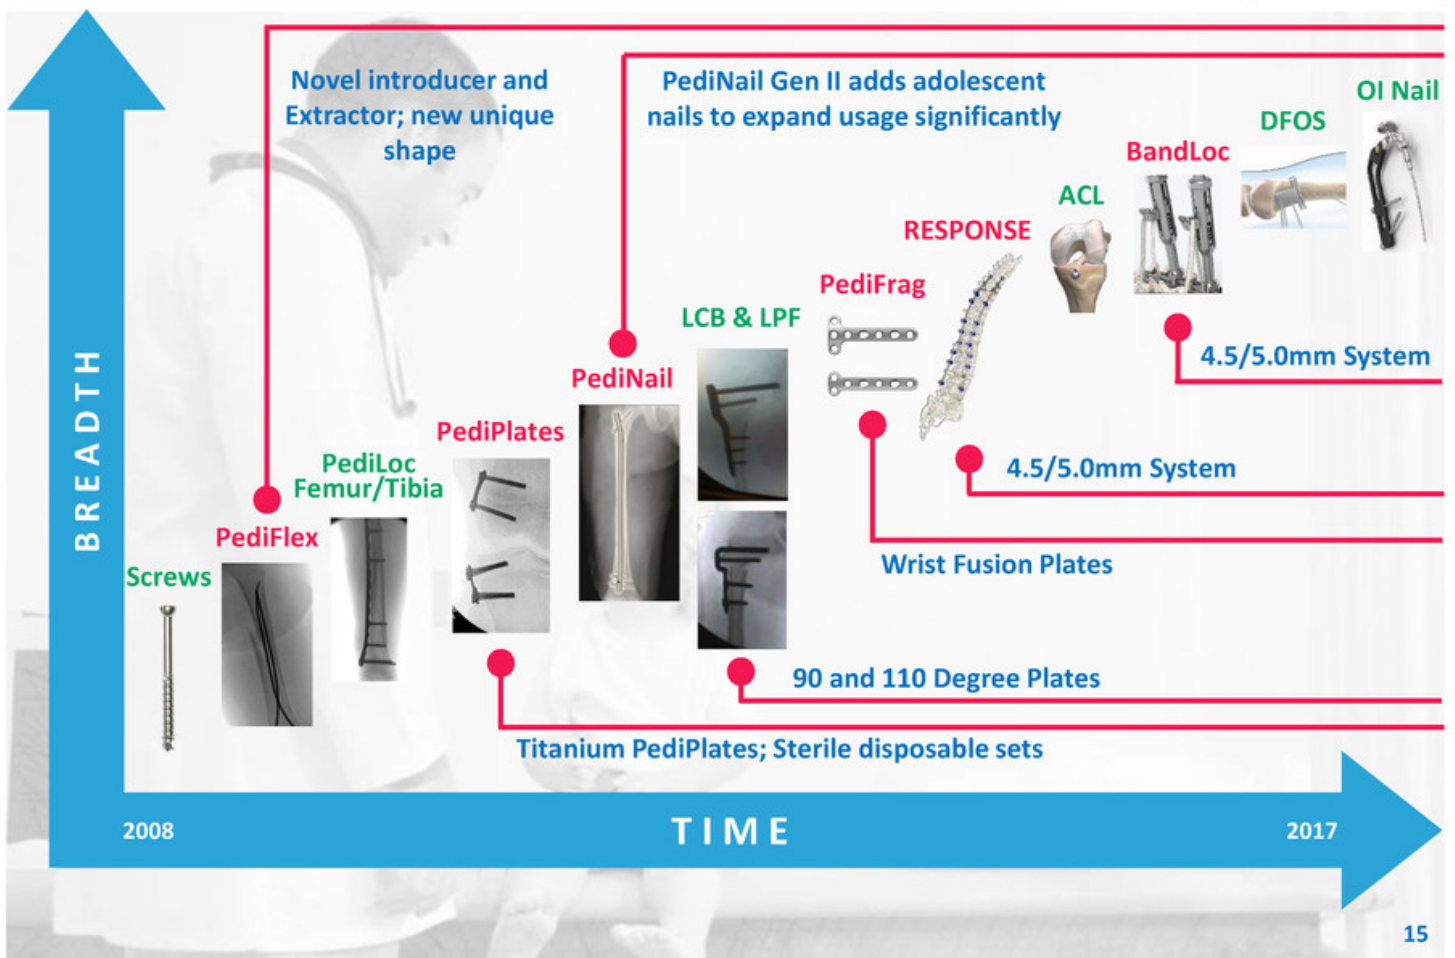 Novel introducer and
Extractor; new unique
shape
PediNail Gen II adds adolescent
nails to expand usage significantly
OI Nail
DFOS
BandLoc
ACL
RESPONSE
PediFrag
LCB & LPF
4.5/5.0mm System
PediNail
PediPlates
PediLoc
Femur/Tibia
4.5/5.0mm System
PediFlex
Screws
Wrist Fusion Plates
90 and 110 Degree Plates
Titanium PediPlates; Sterile disposable sets
BREADTH
2008
TIME
2017
15